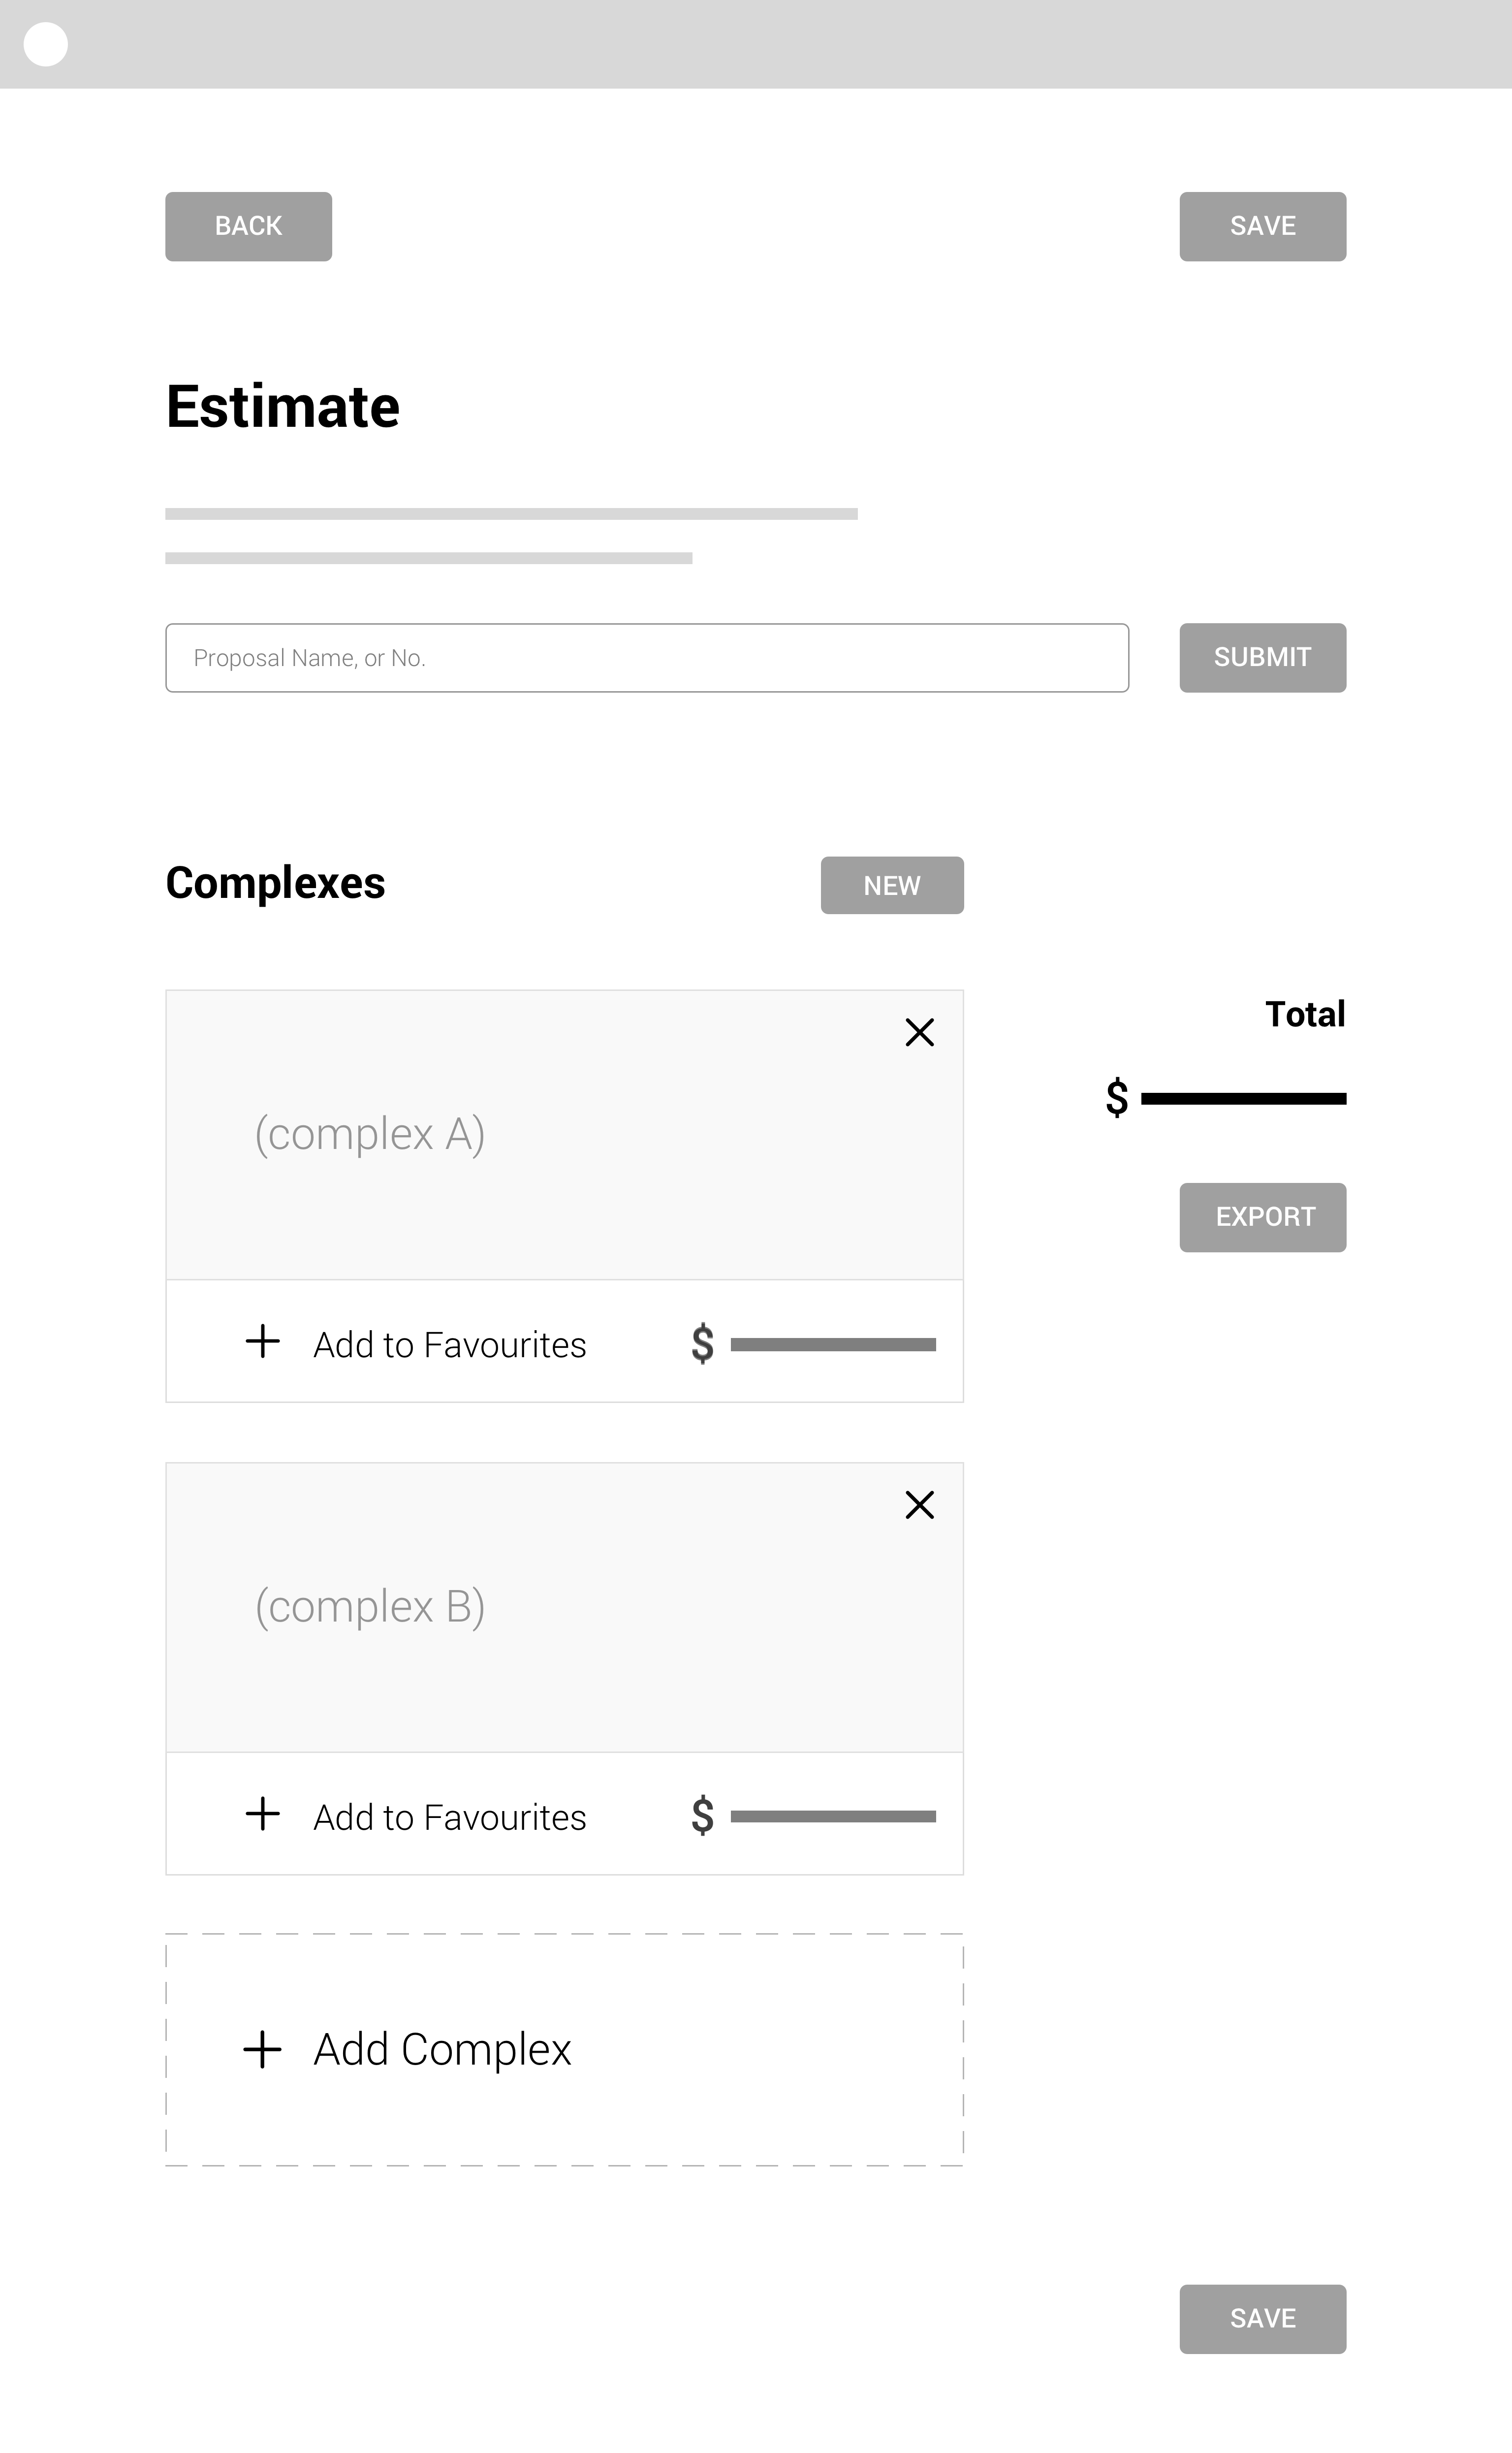 BACK
SAVE
Estimate
Proposal Name, or No.
SUBMIT
Complexes
NEW
Total
$
EXPORT
(complex A)
Add to Favourites
$
(complex B)
Add to Favourites
$
Add Complex
SAVE